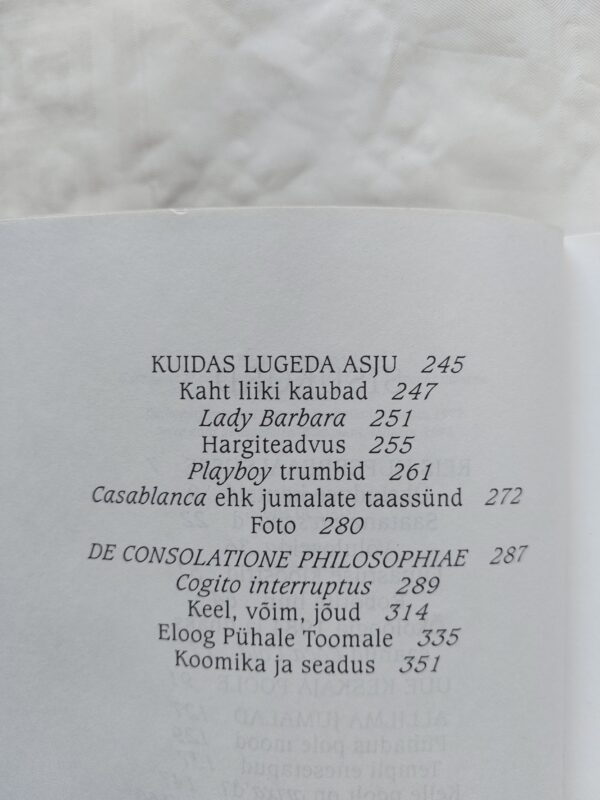 KUIDAS LUGEDA ASJU 245
Kaht liiki kaubad 247
Lady Barbara 251
Hargiteadvus 255
Playboy trumbid 261
Casablanca ehk jumalate taassünd 272
Foto 280
DE CONSOLATIONE PHILOSOPHIAE 287
Cogito interruptus 289
Keel, võim, jõud 314
Eloog Pühale Toomale 335
Koomika ja seadus 351